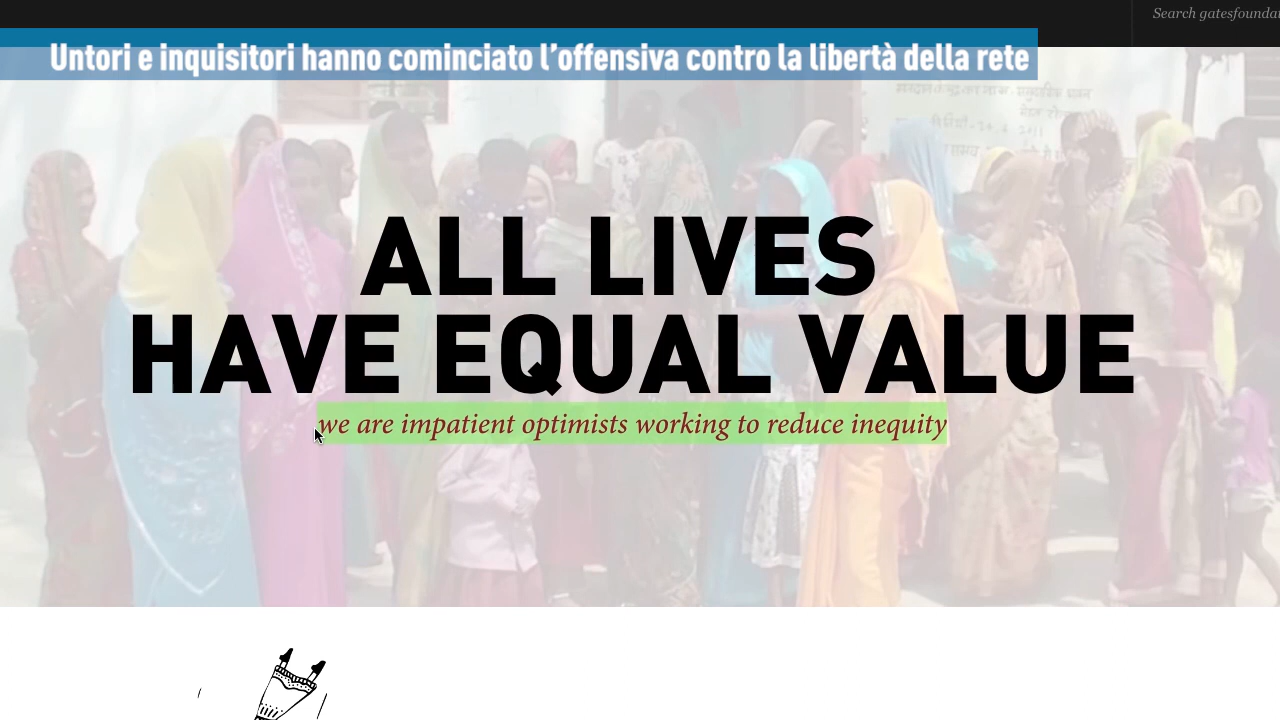 Search gatesfoundat
Untori e inquisitori hanno cominciato l’offensiva contro la libertà della rete
ALL LIVES
HAVE EQUAL VALUE
we are impatient optimists working to reduce inequity